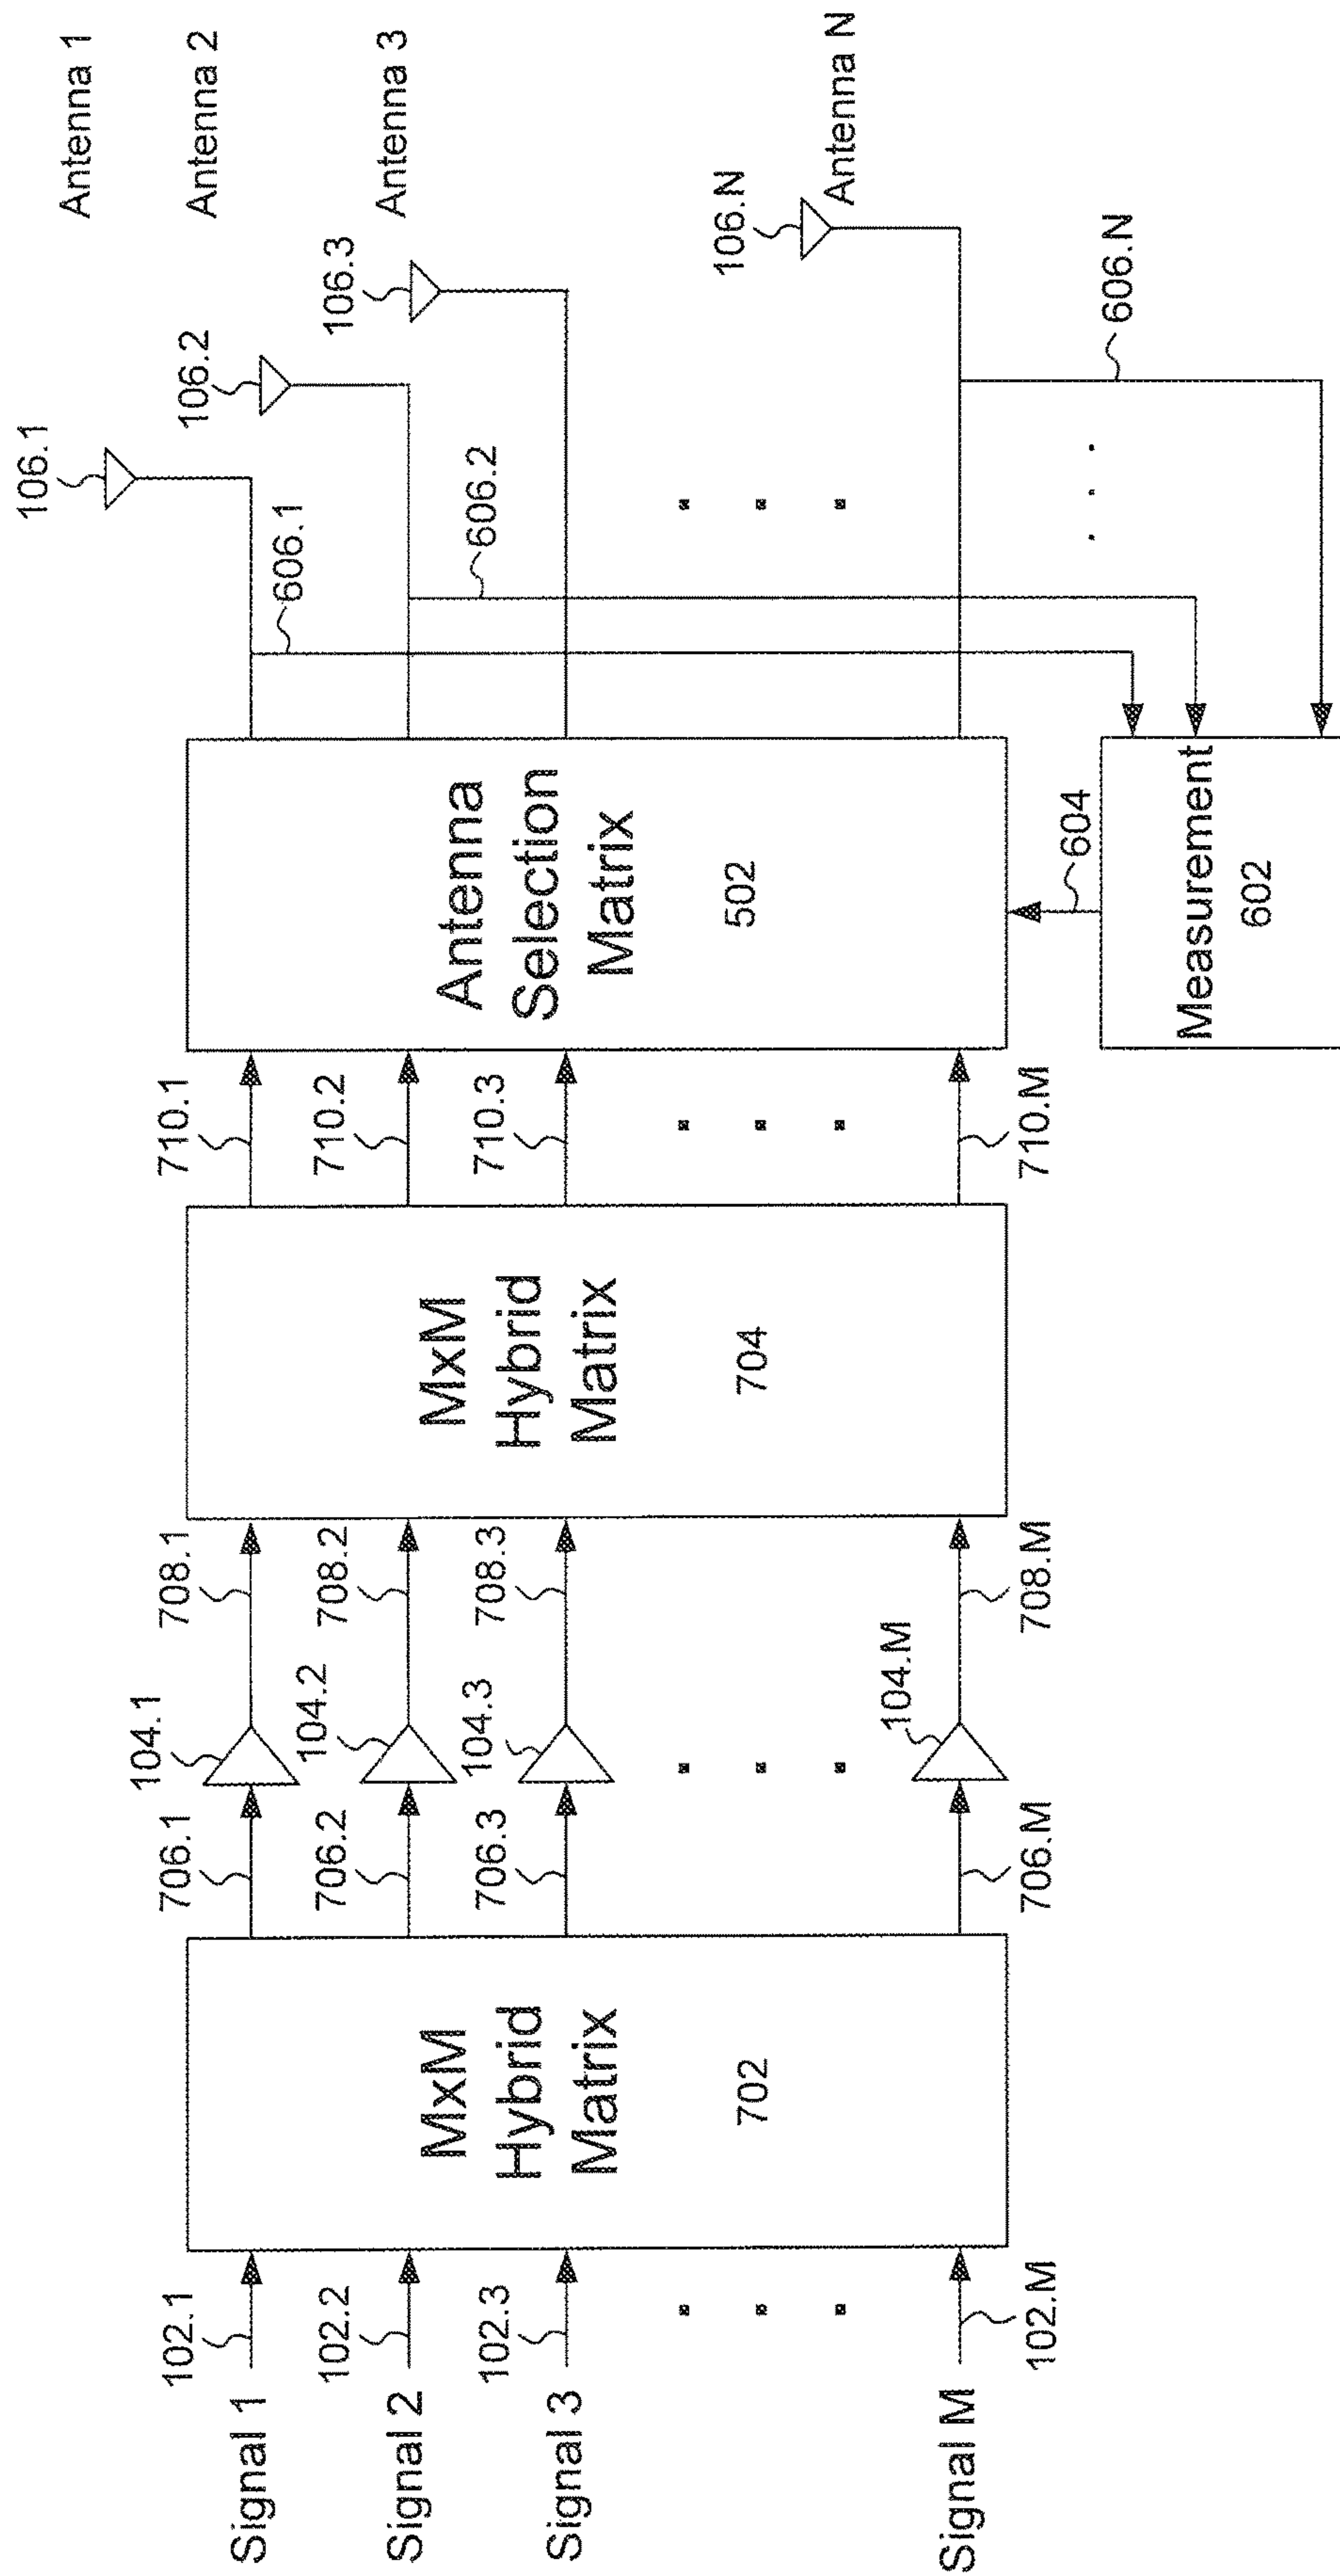 Signal 1
Signal 2
Signal 3
Signal M
102.1
102.2
102.3
102.M
MxM
Hybrid
Matrix
702
706.1
706.2
706.3
706.M
104.1
104.2
104.3
104.M
708.1
708.2
708.3
708.M
MxM
Hybrid
Matrix
704
710.1
710.2
710.3
710.M
Antenna
Selection
Matrix
502
604
Measurement
602
606.1
606.2
606.N
106.1
106.2
106.3
106.N
Antenna 1
Antenna 2
Antenna 3
Antenna N